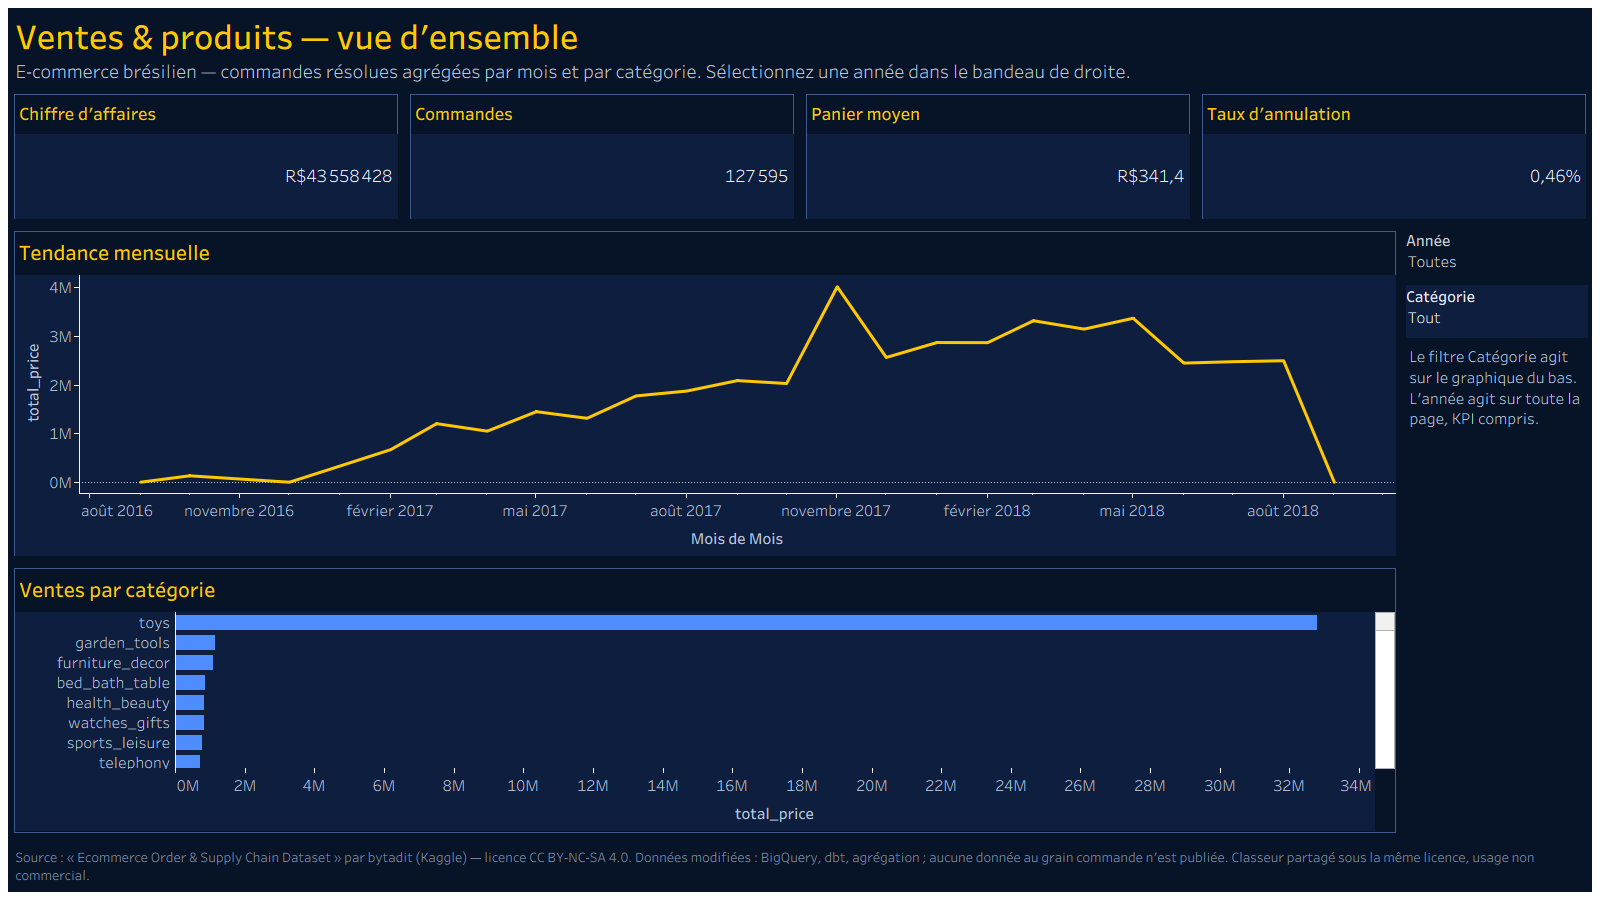 Ventes & produits — vue d’ensemble
E-commerce brésilien — commandes résolues agrégées par mois et par catégorie. Sélectionnez une année dans le bandeau de droite.
Chiffre d’affaires
R$43 558 428
Commandes
127 595
Panier moyen
R$341,4
Taux d’annulation
0,46%
Tendance mensuelle
4M
3M
2M
1M
0M
total_price
août 2016 novembre 2016 février 2017 mai 2017 août 2017 novembre 2017 février 2018 mai 2018 août 2018
Mois de Mois
Année
Toutes
Catégorie
Tout
Le filtre Catégorie agit
sur le graphique du bas.
L’année agit sur toute la
page, KPI compris.
Ventes par catégorie
toys
garden_tools
furniture_decor
bed_bath_table
health_beauty
watches_gifts
sports_leisure
telephony
0M 2M 4M 6M 8M 10M 12M 14M 16M 18M 20M 22M 24M 26M 28M 30M 32M 34M
total_price
Source : « Ecommerce Order & Supply Chain Dataset » par bytadit (Kaggle) — licence CC BY-NC-SA 4.0. Données modifiées : BigQuery, dbt, agrégation ; aucune donnée au grain commande n’est publiée. Classeur partagé sous la même licence, usage non
commercial.